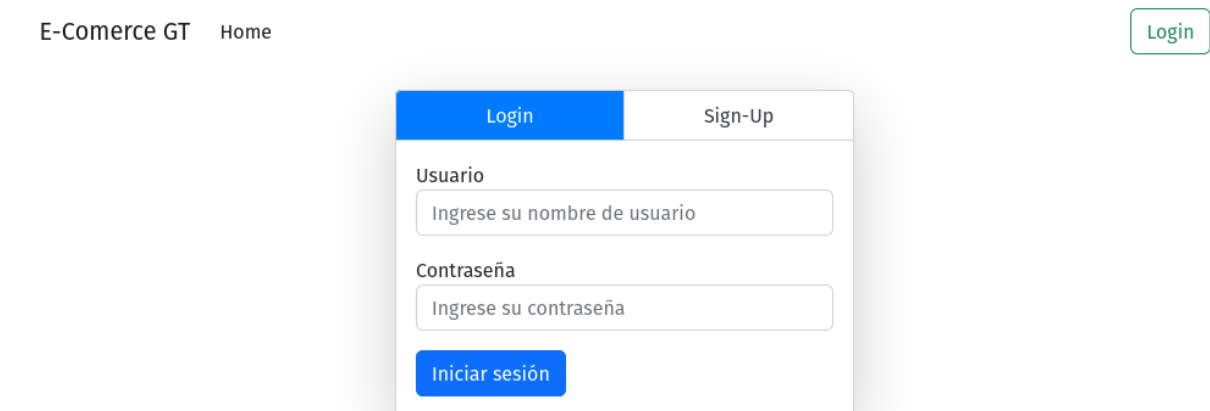 E-Comerce GT Home Login
Login Sign-Up
Usuario
Ingrese su nombre de usuario
Contraseña
Ingrese su contraseña
Iniciar sesión